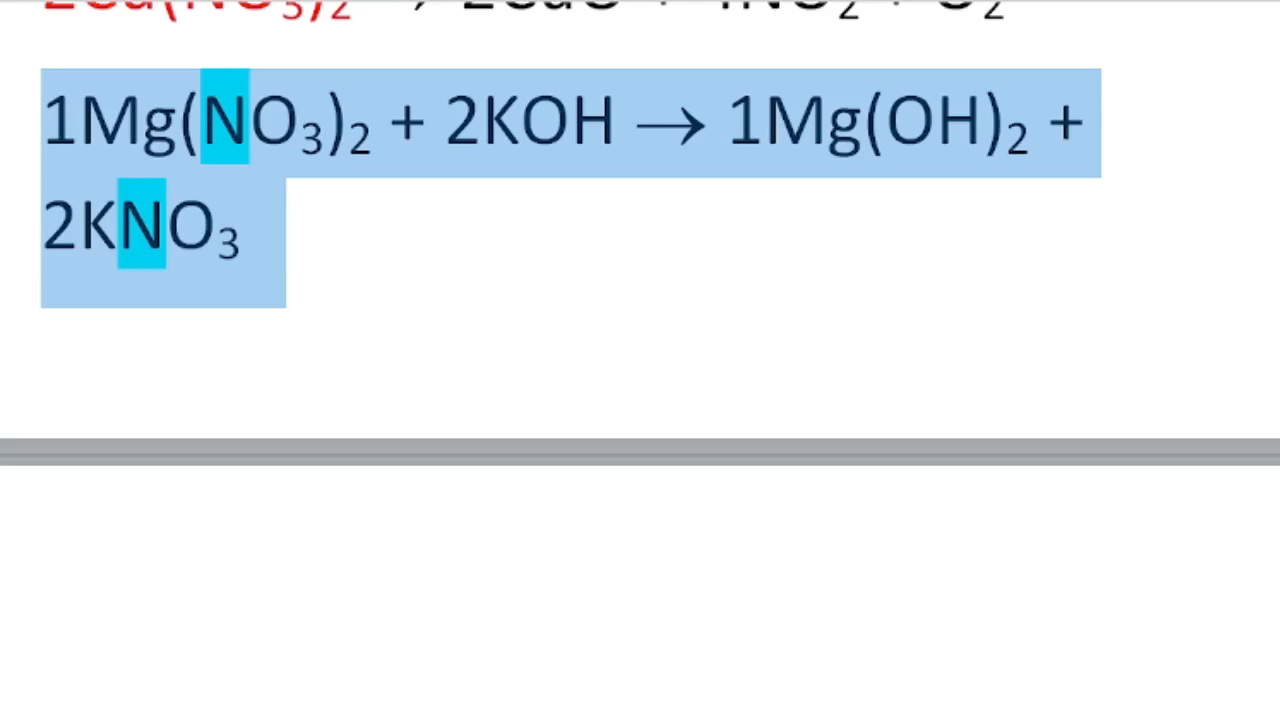 1Mg(NO₃)₂ + 2KOH → 1Mg(OH)₂ +
2KNO₃